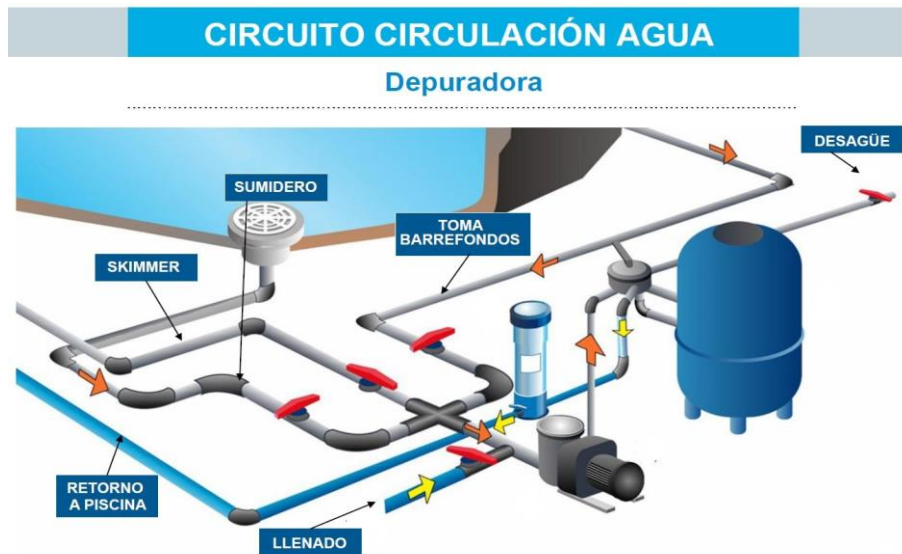 CIRCUITO CIRCULACIÓN AGUA
Depuradora
DESAGÜE
SUMIDERO
TOMA
BARREFONDOS
SKIMMER
RETORNO
A PISCINA
LLENADO